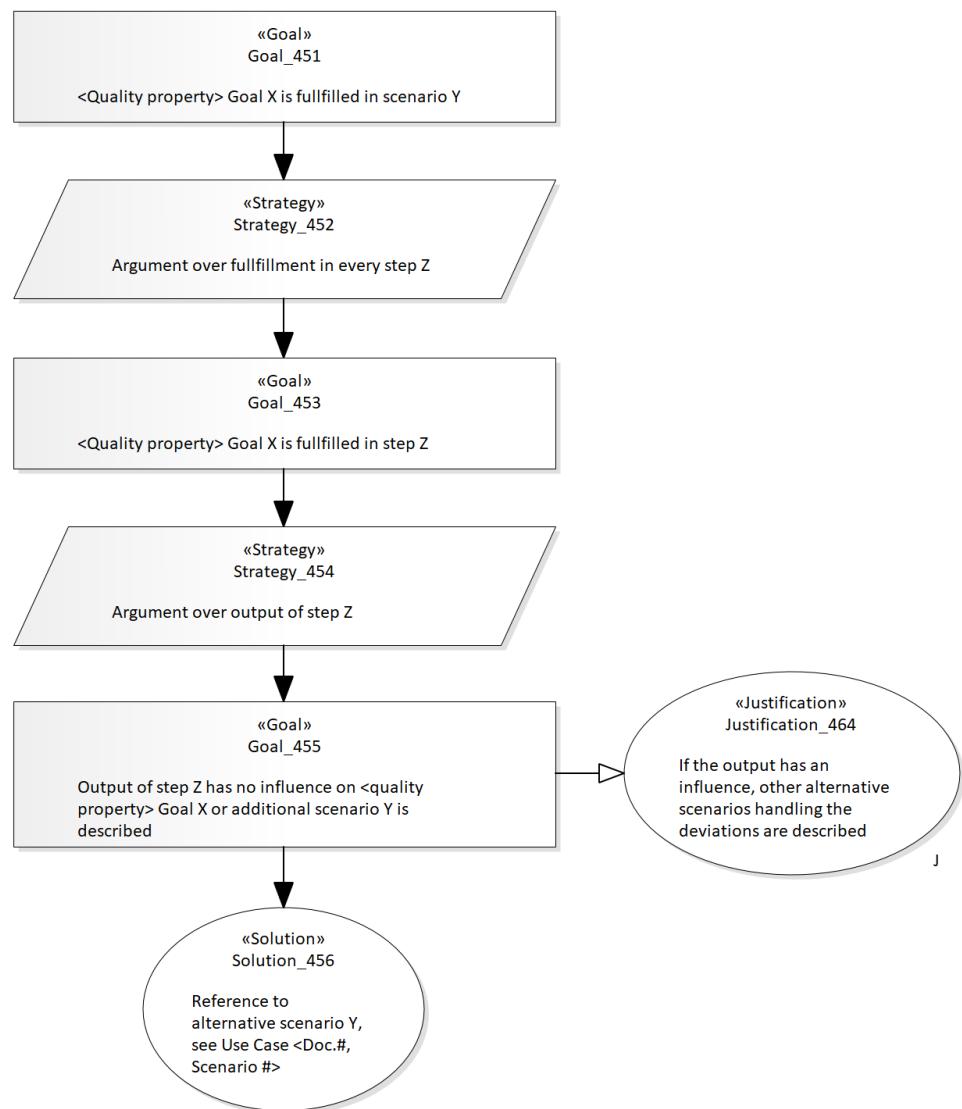 «Goal»
Goal_451
<Quality property> Goal X is fullfilled in scenario Y
«Strategy»
Strategy_452
Argument over fullfillment in every step Z
«Goal»
Goal_453
<Quality property> Goal X is fullfilled in step Z
«Strategy»
Strategy_454
Argument over output of step Z
«Goal»
Goal_455
Output of step Z has no influence on <quality
property> Goal X or additional scenario Y is
described
«Justification»
Justification_464
If the output has an
influence, other alternative
scenarios handling the
deviations are described
J
«Solution»
Solution_456
Reference to
alternative scenario Y,
see Use Case <Doc.#,
Scenario #>